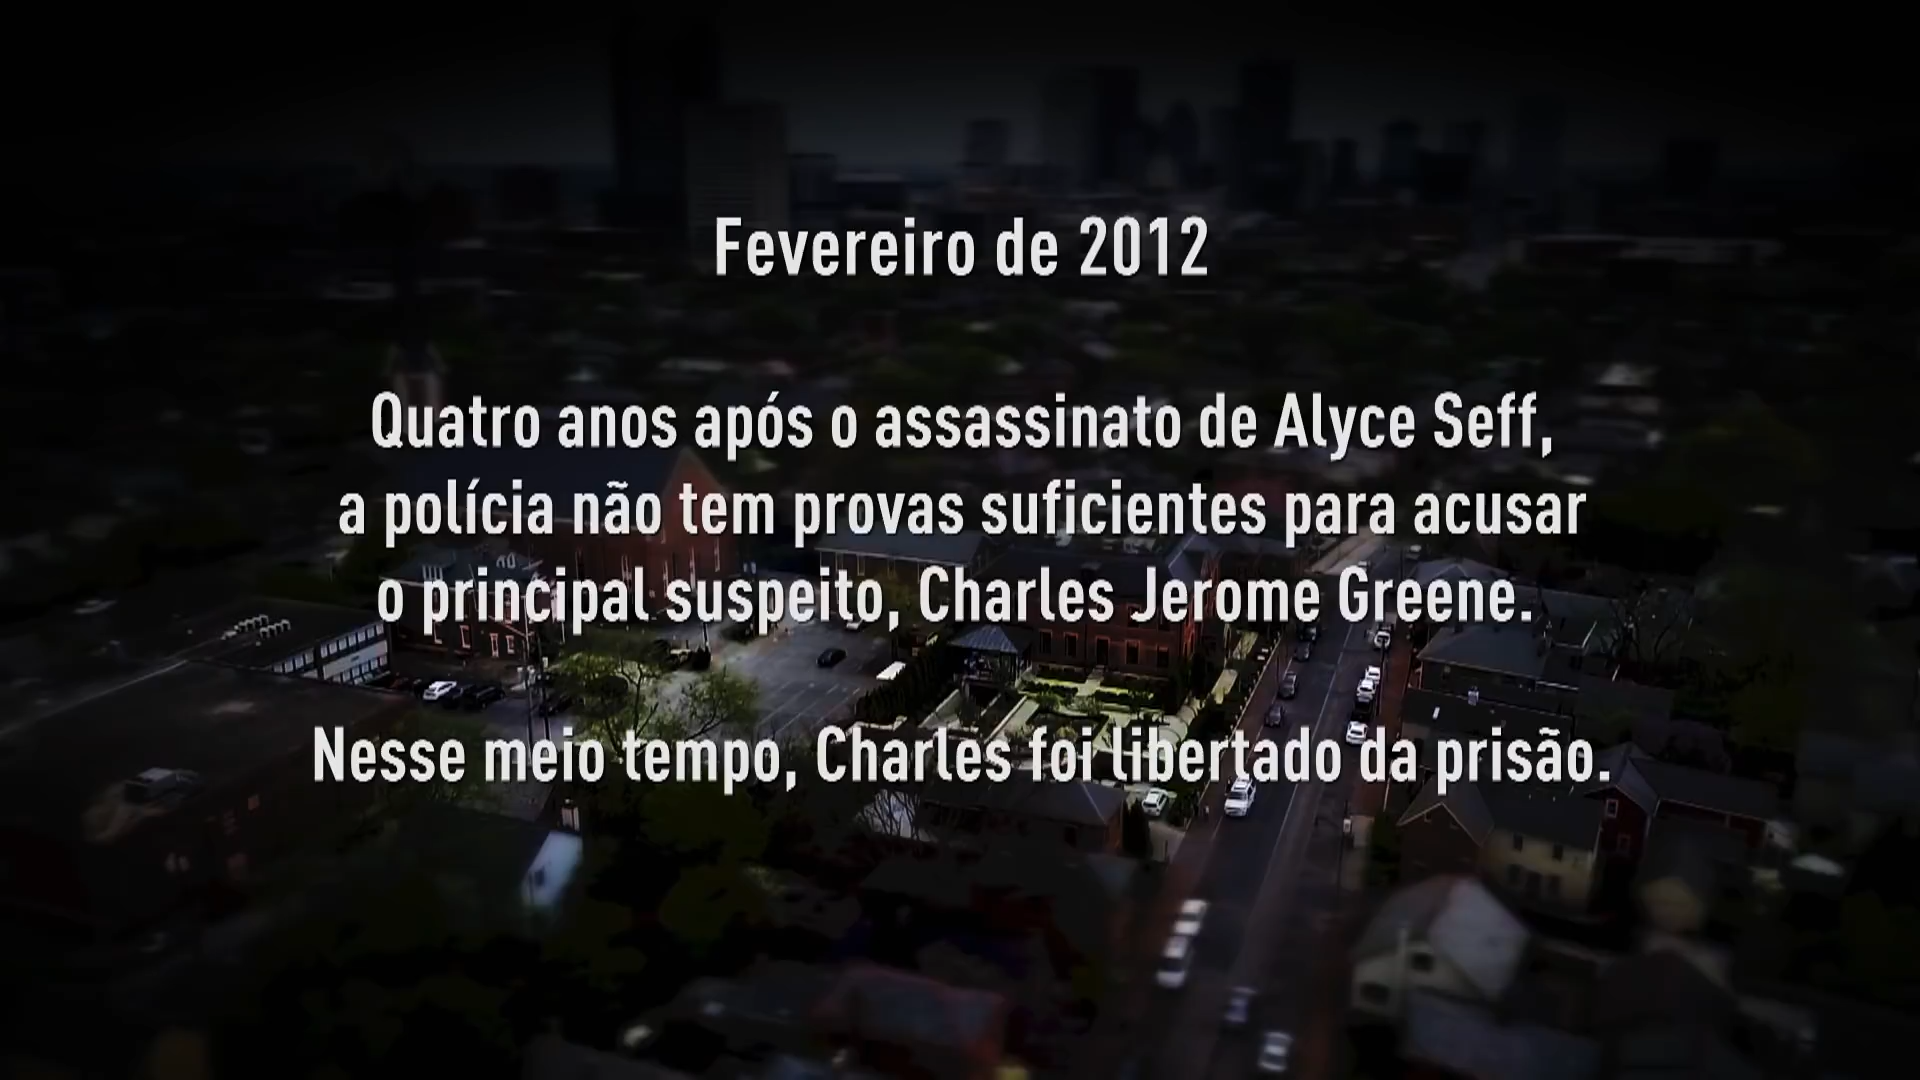 Fevereiro de 2012
Quatro anos após o assassinato de Alyce Seff,
a polícia não tem provas suficientes para acusar
o principal suspeito, Charles Jerome Greene.
Nesse meio tempo, Charles foi libertado da prisão.